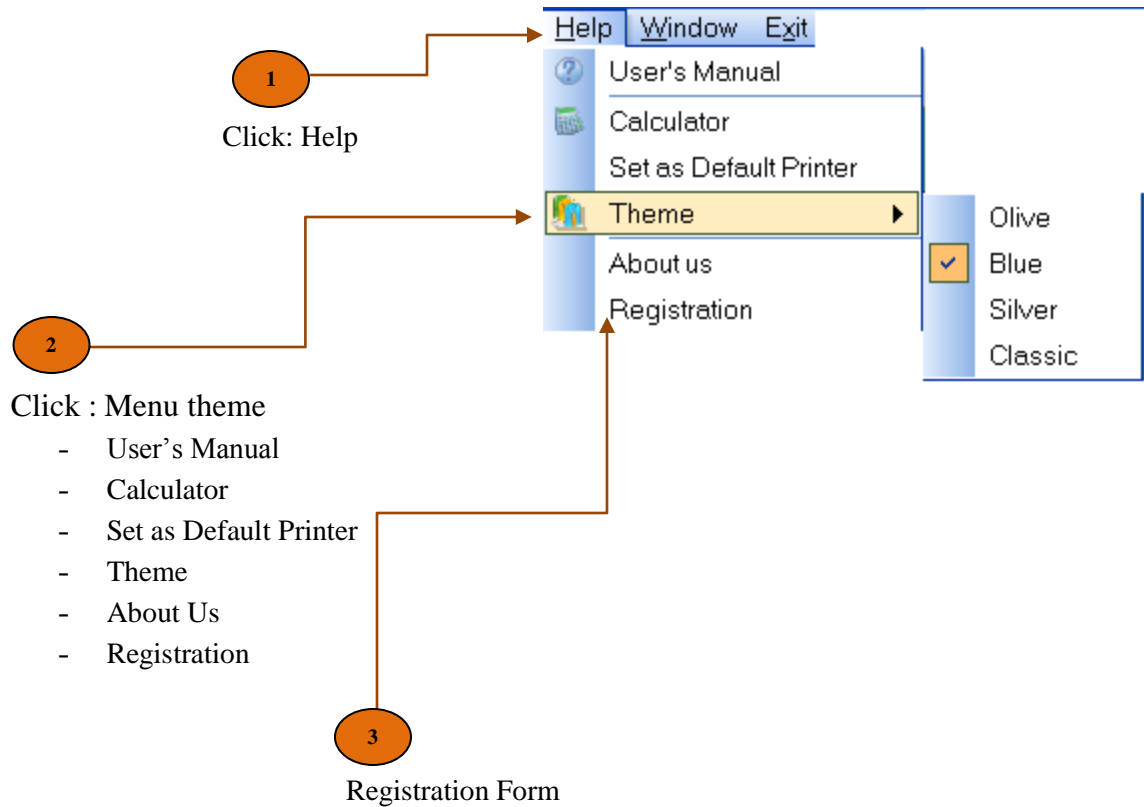 Help Window Exit
1
User's Manual
Click: Help
Calculator
Set as Default Printer
Theme
Olive
About us
Blue
Registration
Silver
2
Classic
Click : Menu theme
- User’s Manual
- Calculator
- Set as Default Printer
- Theme
- About Us
- Registration
3
Registration Form